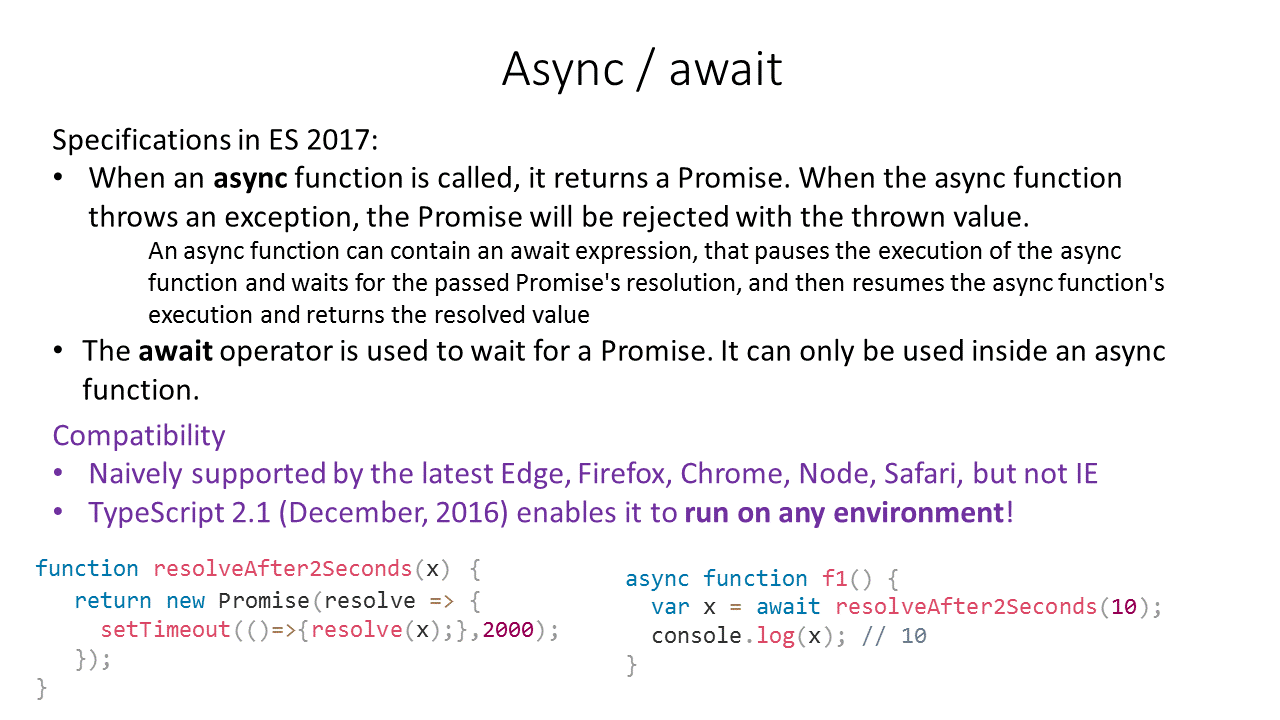 Async / await
Specifications in ES 2017:
• When an async function is called, it returns a Promise. When the async function
throws an exception, the Promise will be rejected with the thrown value.
An async function can contain an await expression, that pauses the execution of the async
function and waits for the passed Promise's resolution, and then resumes the async function's
execution and returns the resolved value
• The await operator is used to wait for a Promise. It can only be used inside an async
function.
Compatibility
• Naively supported by the latest Edge, Firefox, Chrome, Node, Safari, but not IE
• TypeScript 2.1 (December, 2016) enables it to run on any environment!
function resolveAfter2Seconds(x) {
return new Promise(resolve => {
setTimeout(()=>{resolve(x);},2000);
});
}
async function f1() {
var x = await resolveAfter2Seconds(10);
console.log(x); // 10
}